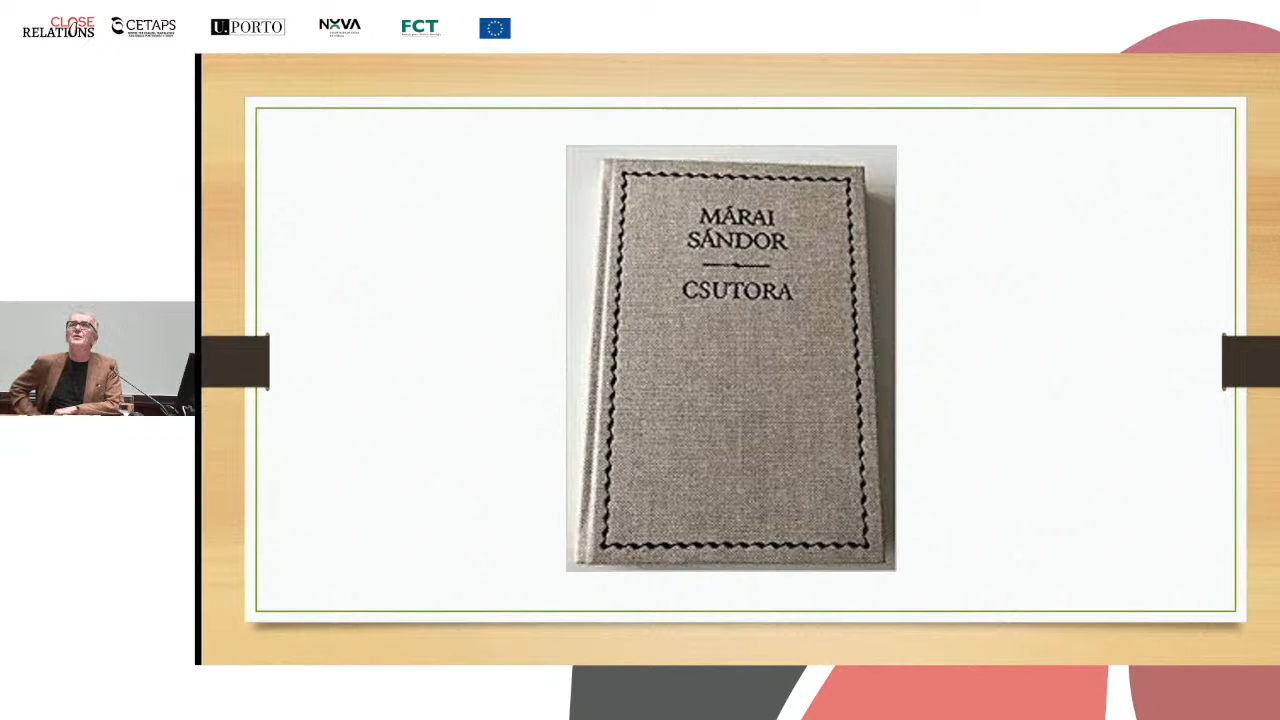 CLOSE
RELATIONS
CETAPS
U. PORTO
NOVA
FCT
MÁRAI
SÁNDOR
CSUTORA